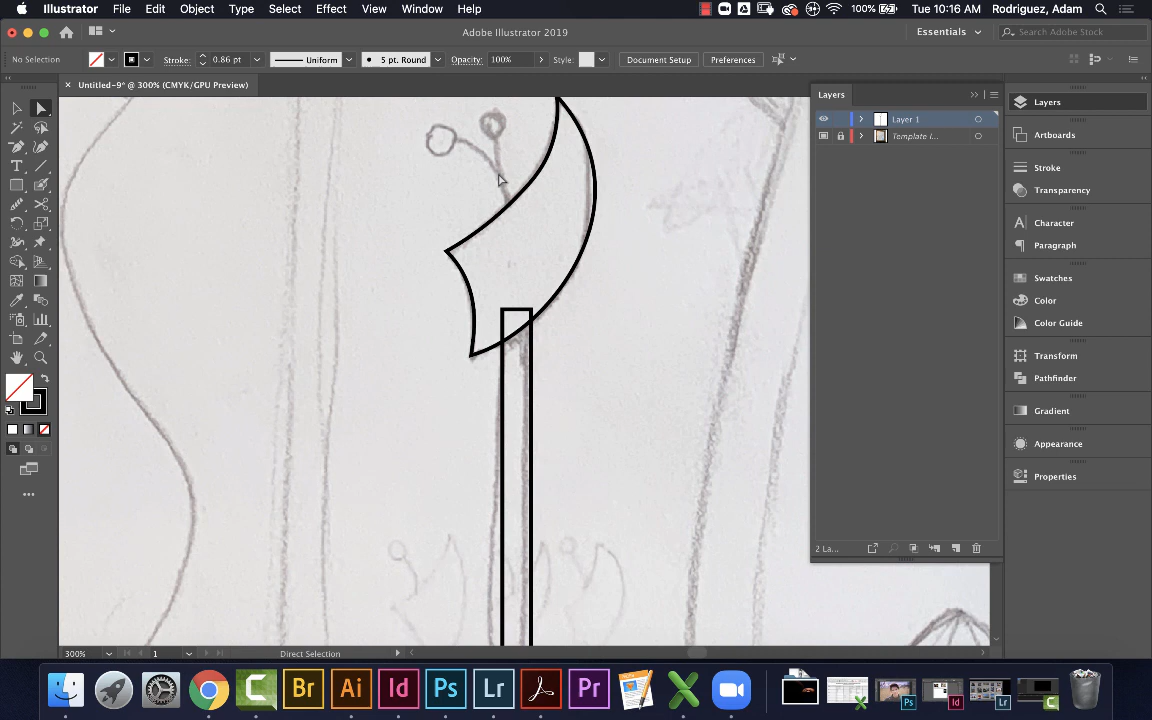 Illustrator File Edit Object Type Select Effect View Window Help 100% Tue 10:16 AM Rodriguez, Adam
Adobe Illustrator 2019 Essentials Search Adobe Stock
No Selection Stroke: 0.86 pt Uniform 5 pt. Round Opacity: 100% Style: Document Setup Preferences
× Untitled-9* @ 300% (CMYK/GPU Preview)
Layers
Layer 1
Template I...
2 La...
Layers
Artboards
Stroke
Transparency
Character
Paragraph
Swatches
Color
Color Guide
Transform
Pathfinder
Gradient
Appearance
Properties
300% 1 Direct Selection
Br Ai Id Ps Lr Pr
Ps Id Lr